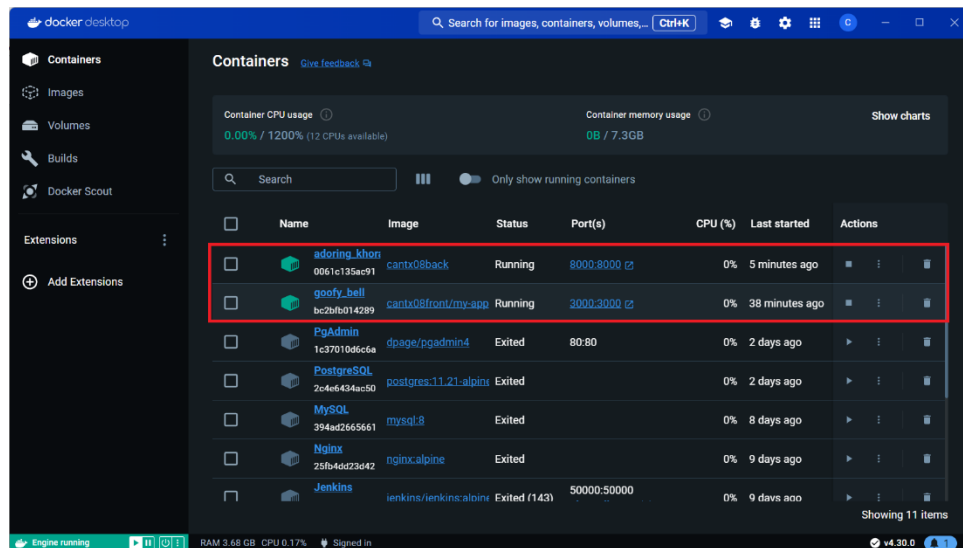 docker desktop
Search for images, containers, volumes,... Ctrl+K
C
Containers
Images
Volumes
Builds
Docker Scout
Extensions
Add Extensions
Containers Give feedback
Container CPU usage
0.00% / 1200% (12 CPUs available)
Container memory usage
0B / 7.3GB
Show charts
Search
Only show running containers
Name Image Status Port(s) CPU (%) Last started Actions
adoring_khor
0061c135ac91 cantx08back Running 8000:8000 0% 5 minutes ago
goofy_bell
bc2bfb014289 cantx08front/my-app Running 3000:3000 0% 38 minutes ago
PgAdmin
1c37010d6c6a dpage/pgadmin4 Exited 80:80 0% 2 days ago
PostgreSQL
2c4e6434ac50 postgres:11.21-alpine Exited 0% 2 days ago
MySQL
394ad2665661 mysql:8 Exited 0% 8 days ago
Nginx
25fb4dd23d42 nginx:alpine Exited 0% 9 days ago
Jenkins
jenkins/jenkins:alpine Exited (143) 50000:50000 0% 9 days ago
Showing 11 items
Engine running RAM 3.68 GB CPU 0.17% Signed in v4.30.0 1